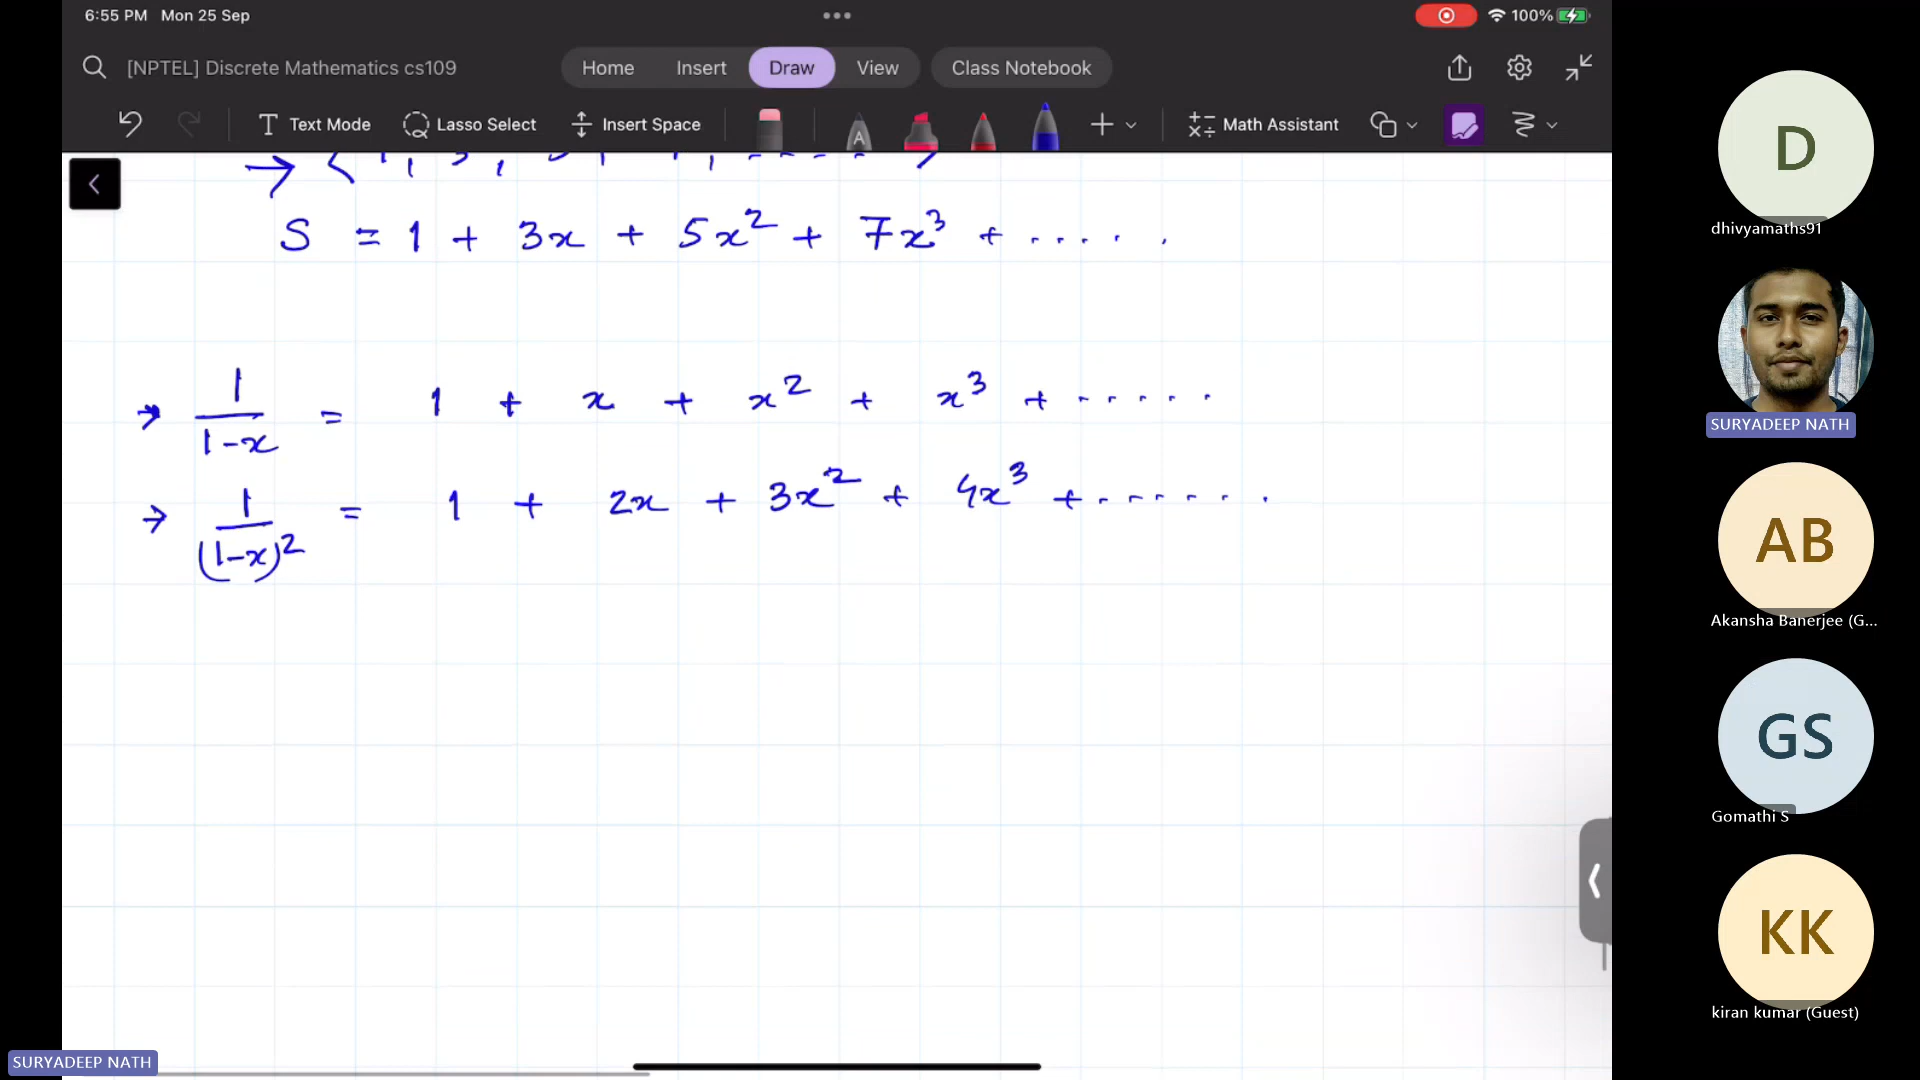 6:55 PM Mon 25 Sep
100%
[NPTEL] Discrete Mathematics cs109
Home Insert Draw View Class Notebook
Text Mode Lasso Select Insert Space A Math Assistant
S = 1 + 3x + 5x² + 7x³ + .....
→ 1/(1-x) = 1 + x + x² + x³ + .....
→ 1/(1-x)² = 1 + 2x + 3x² + 4x³ + .......
D
dhivyamaths91
SURYADEEP NATH
AB
Akansha Banerjee (G...
GS
Gomathi S
KK
kiran kumar (Guest)
SURYADEEP NATH